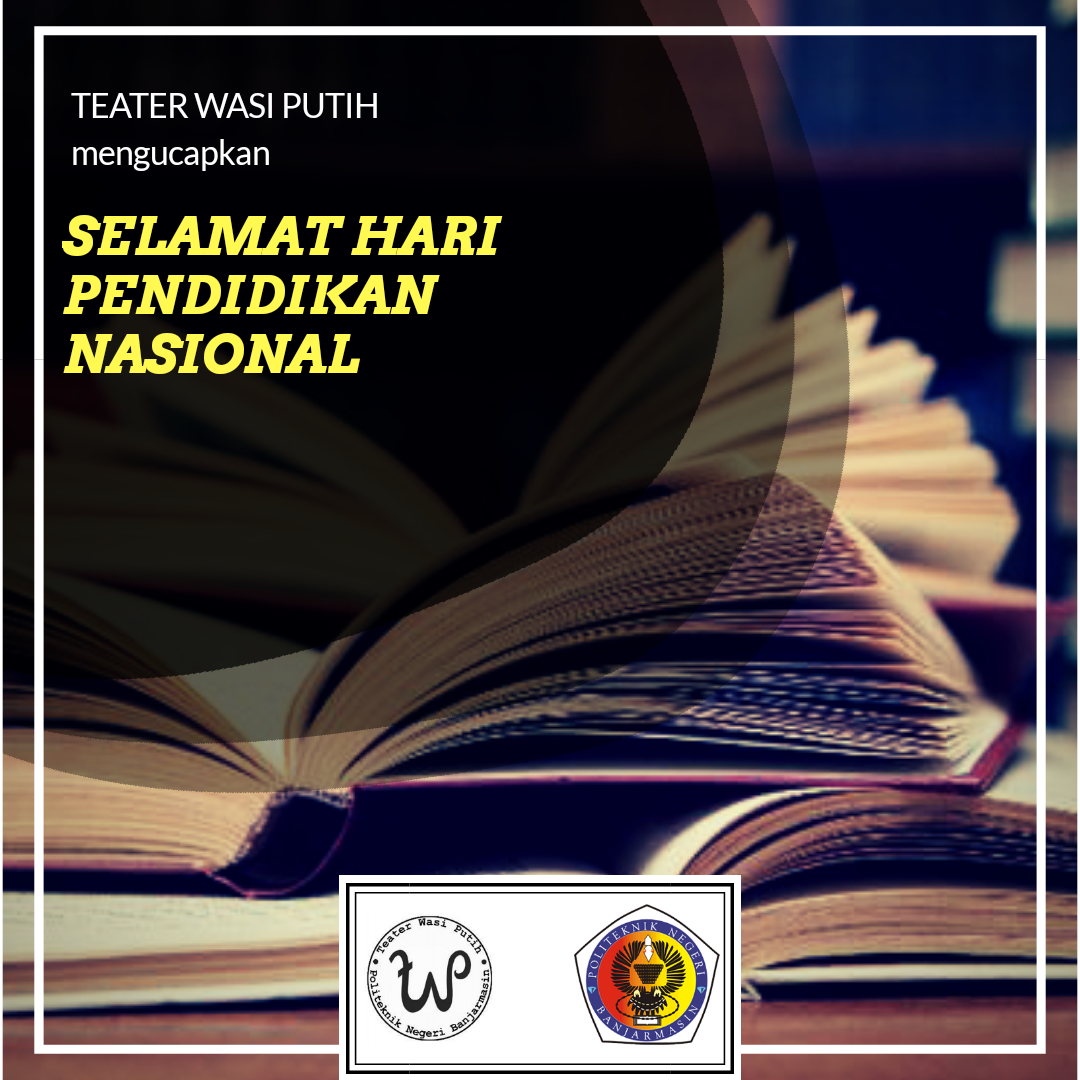 TEATER WASI PUTIH
mengucapkan
SELAMAT HARI
PENDIDIKAN
NASIONAL
Teater Wasi Putih
Politeknik Negeri Banjarmasin
POLITEKNIK NEGERI
BANJARMASIN